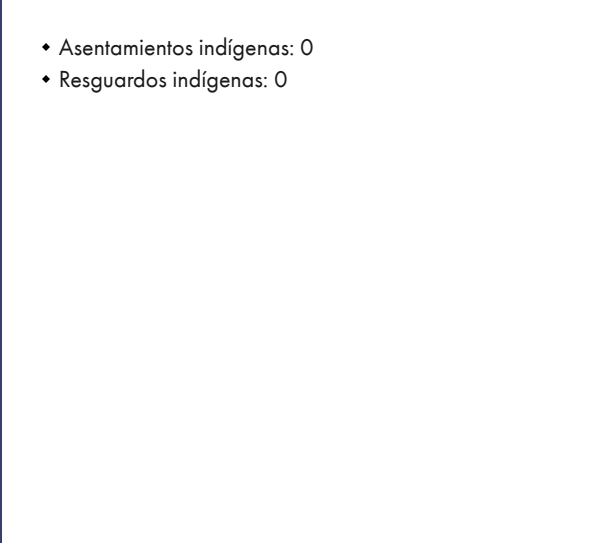 ⬥ Asentamientos indígenas: 0
⬥ Resguardos indígenas: 0